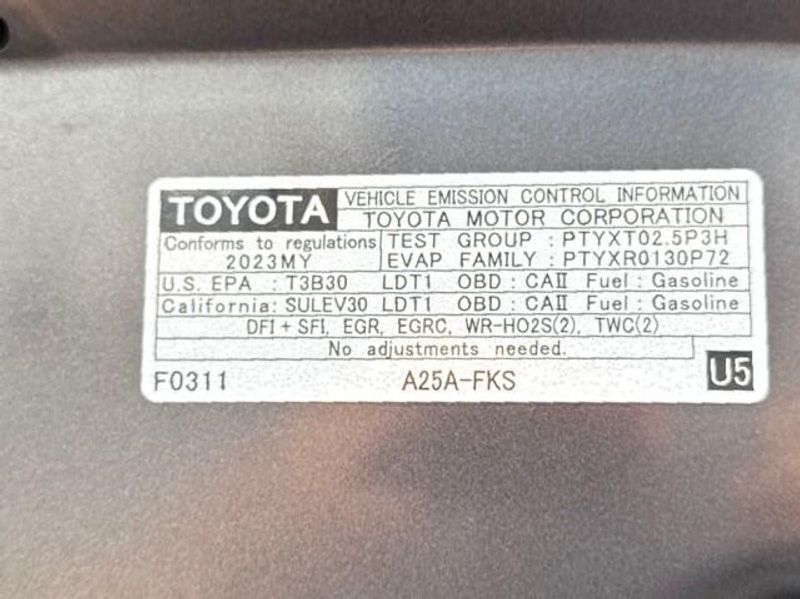 TOYOTA
VEHICLE EMISSION CONTROL INFORMATION
TOYOTA MOTOR CORPORATION
Conforms to regulations
2023MY
TEST GROUP : PTYXT02.5P3H
EVAP FAMILY : PTYXR0130P72
U.S. EPA : T3B30 LDT1 OBD : CAII Fuel : Gasoline
California: SULEV30 LDT1 OBD : CAII Fuel : Gasoline
DFI + SFI, EGR, EGRC, WR-HO2S(2), TWC(2)
No adjustments needed.
F0311 A25A-FKS U5